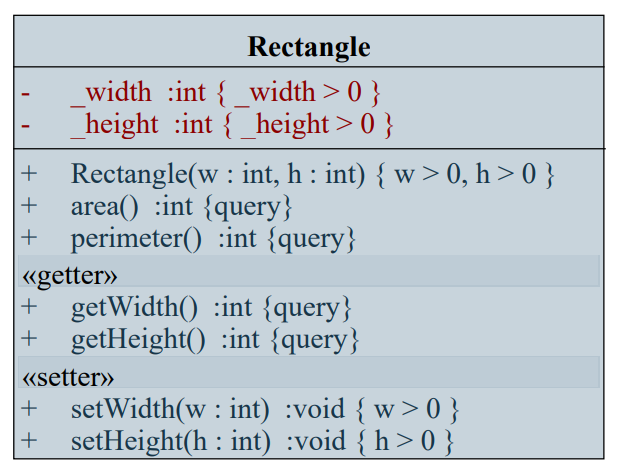 Rectangle
- _width :int { _width > 0 }
- _height :int { _height > 0 }
+ Rectangle(w : int, h : int) { w > 0, h > 0 }
+ area() :int {query}
+ perimeter() :int {query}
«getter»
+ getWidth() :int {query}
+ getHeight() :int {query}
«setter»
+ setWidth(w : int) :void { w > 0 }
+ setHeight(h : int) :void { h > 0 }